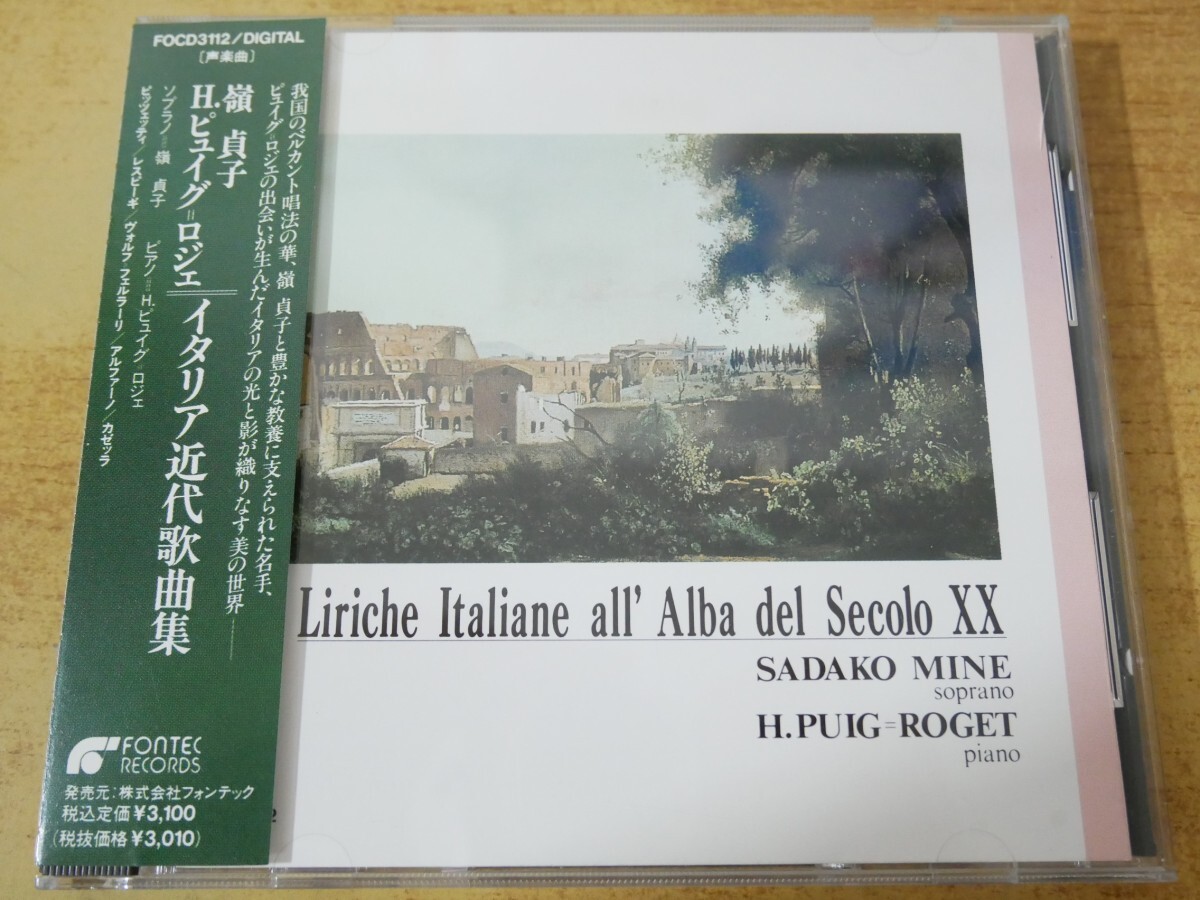 FOCD3112/DIGITAL
〔声楽曲〕
我国のベルカント唱法の華、嶺 貞子と豊かな教養に支えられた名手、
ピュイグ=ロジェの出会いが生んだイタリアの光と影が織りなす美の世界
嶺 貞子
H.ピュイグ=ロジェ
イタリア近代歌曲集
ソプラノ=嶺 貞子 ピアノ=H.ピュイグ=ロジェ
ピッツェッティ/レスピーギ/ヴォルフ フェルラーリ/アルファーノ/カゼッラ
FONTEC
RECORDS
発売元:株式会社フォンテック
税込定価¥3,100
(税抜価格¥3,010)
Liriche Italiane all' Alba del Secolo XX
SADAKO MINE
soprano
H.PUIG=ROGET
piano
2